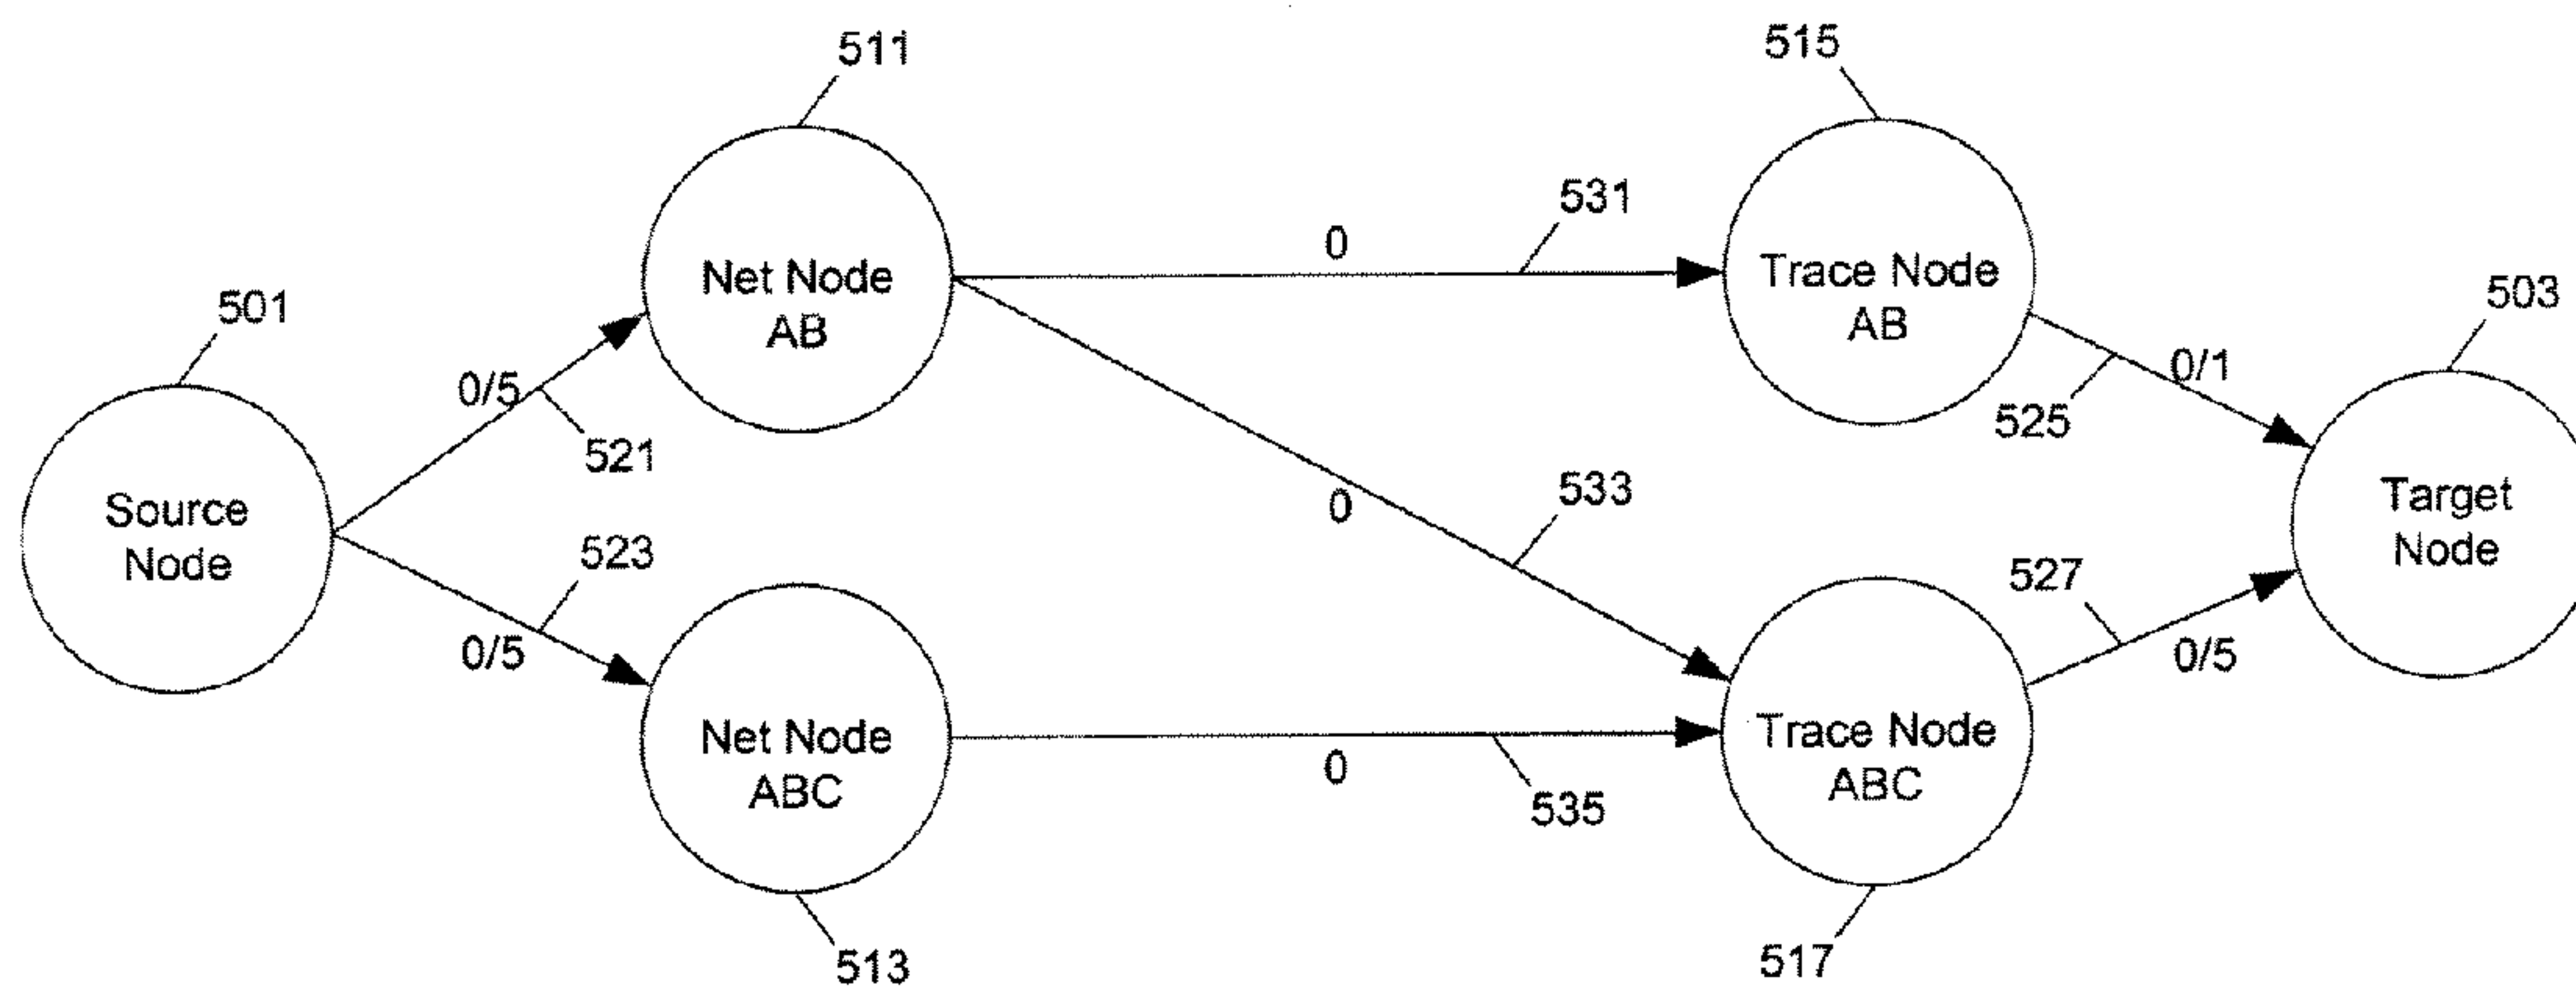 511
515
501
531
503
Net Node
AB
0
Trace Node
AB
0/5
521
525
0/1
Source
Node
523
0/5
0
533
Target
Node
527
0/5
Net Node
ABC
0
535
Trace Node
ABC
513
517